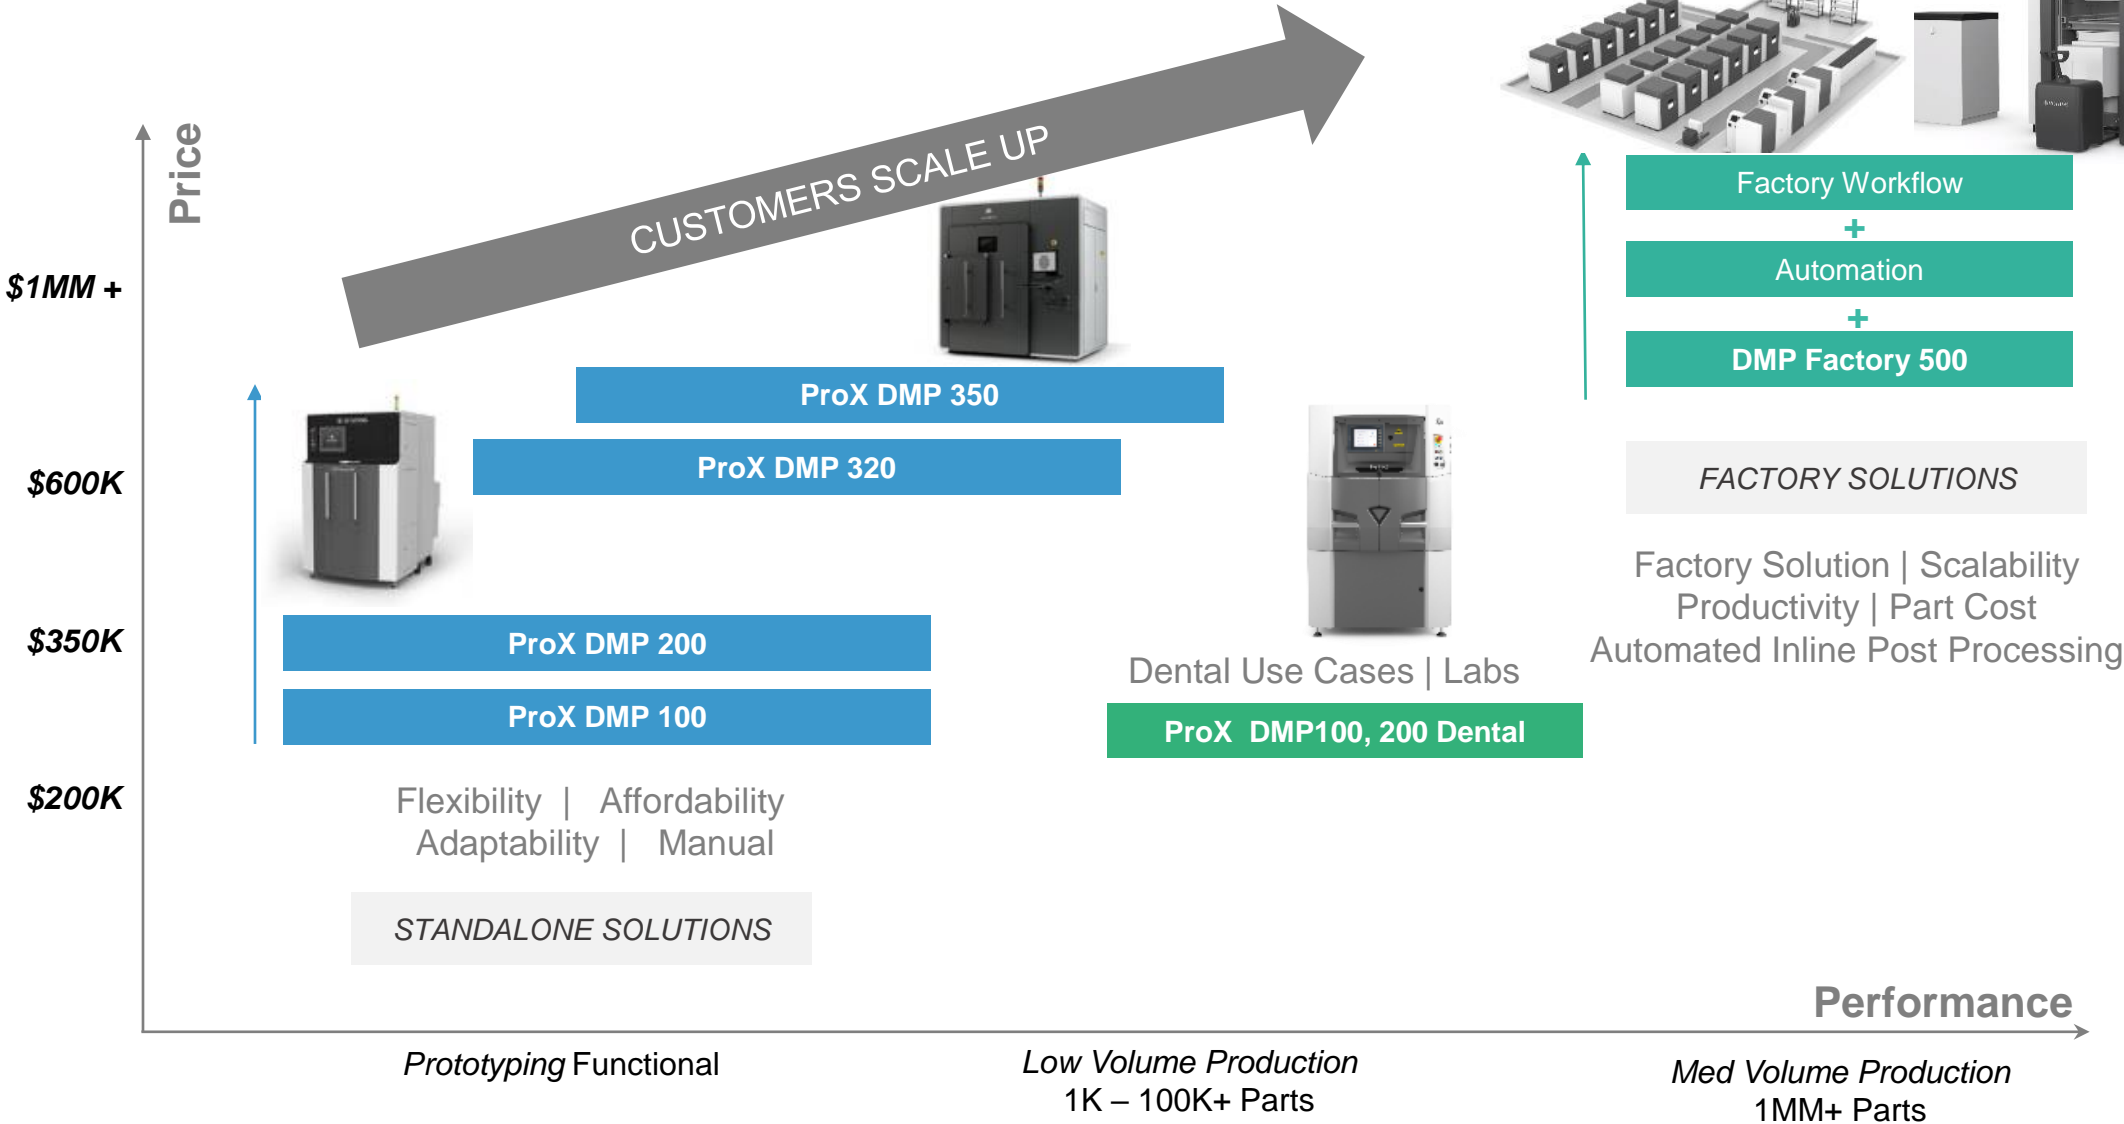 Price
CUSTOMERS SCALE UP
$1MM +
$600K
$350K
$200K
ProX DMP 350
ProX DMP 320
ProX DMP 200
ProX DMP 100
Flexibility | Affordability
Adaptability | Manual
STANDALONE SOLUTIONS
Dental Use Cases | Labs
ProX DMP100, 200 Dental
Factory Workflow
+
Automation
+
DMP Factory 500
FACTORY SOLUTIONS
Factory Solution | Scalability
Productivity | Part Cost
Automated Inline Post Processing
Performance
Prototyping Functional
Low Volume Production
1K – 100K+ Parts
Med Volume Production
1MM+ Parts